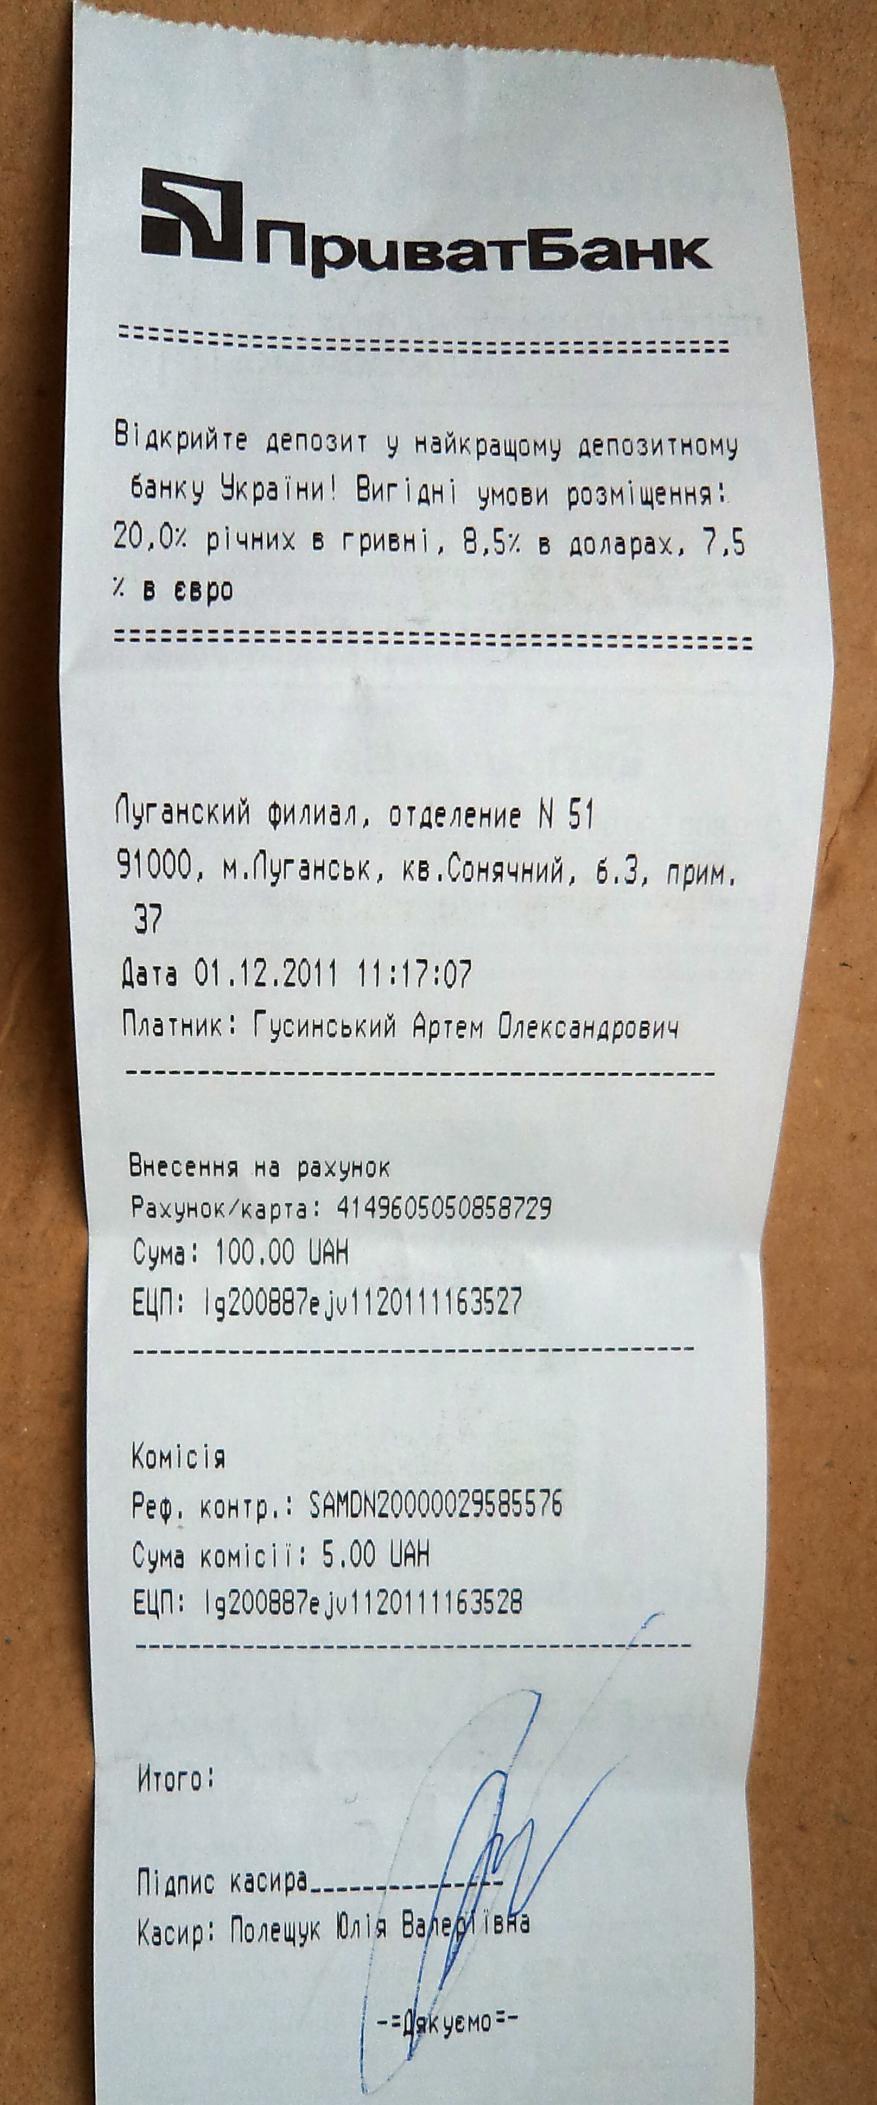 ПриватБанк
===========================================
Відкрийте депозит у найкращому депозитному
банку України! Вигідні умови розміщення:
20,0% річних в гривні, 8,5% в доларах, 7,5
% в євро
===========================================
Луганский филиал, отделение N 51
91000, м.Луганськ, кв.Сонячний, б.3, прим.
37
Дата 01.12.2011 11:17:07
Платник: Гусинський Артем Олександрович
------------------------------------------
Внесення на рахунок
Рахунок/карта: 4149605050858729
Сума: 100.00 UAH
ЕЦП: lg200887ejv1120111163527
------------------------------------------
Комісія
Реф. контр.: SAMDN20000029585576
Сума комісії: 5.00 UAH
ЕЦП: lg200887ejv1120111163528
------------------------------------------
Итого:
Підпис касира_______________
Касир: Полещук Юлія Валеріївна
-=Дякуємо=-